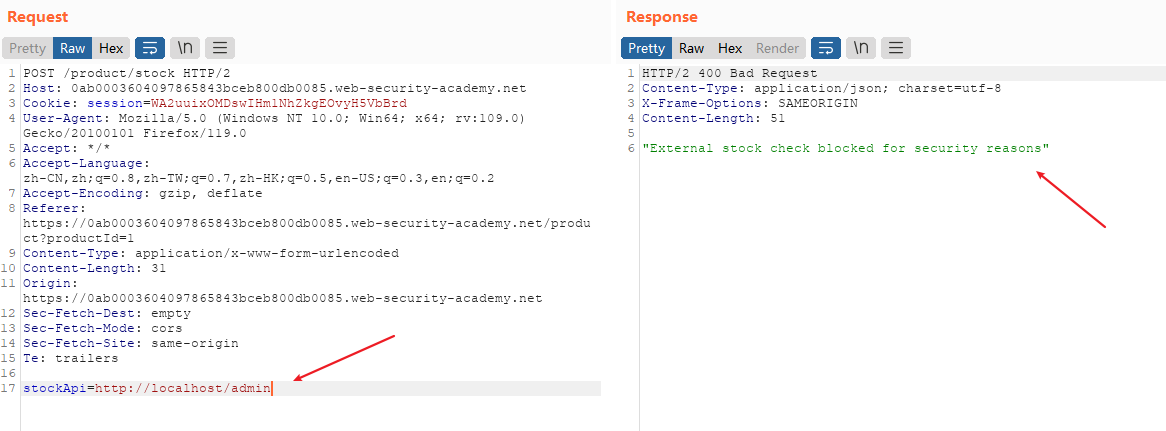 Request
Pretty Raw Hex \n
1 POST /product/stock HTTP/2
2 Host: 0ab0003604097865843bceb800db0085.web-security-academy.net
3 Cookie: session=WA2uuixOMDswIHm1NhZkgEOvyH5VbBrd
4 User-Agent: Mozilla/5.0 (Windows NT 10.0; Win64; x64; rv:109.0)
Gecko/20100101 Firefox/119.0
5 Accept: */*
6 Accept-Language:
zh-CN,zh;q=0.8,zh-TW;q=0.7,zh-HK;q=0.5,en-US;q=0.3,en;q=0.2
7 Accept-Encoding: gzip, deflate
8 Referer:
https://0ab0003604097865843bceb800db0085.web-security-academy.net/produ
ct?productId=1
9 Content-Type: application/x-www-form-urlencoded
10 Content-Length: 31
11 Origin:
https://0ab0003604097865843bceb800db0085.web-security-academy.net
12 Sec-Fetch-Dest: empty
13 Sec-Fetch-Mode: cors
14 Sec-Fetch-Site: same-origin
15 Te: trailers
16
17 stockApi=http://localhost/admin
Response
Pretty Raw Hex Render \n
1 HTTP/2 400 Bad Request
2 Content-Type: application/json; charset=utf-8
3 X-Frame-Options: SAMEORIGIN
4 Content-Length: 51
5
6 "External stock check blocked for security reasons"